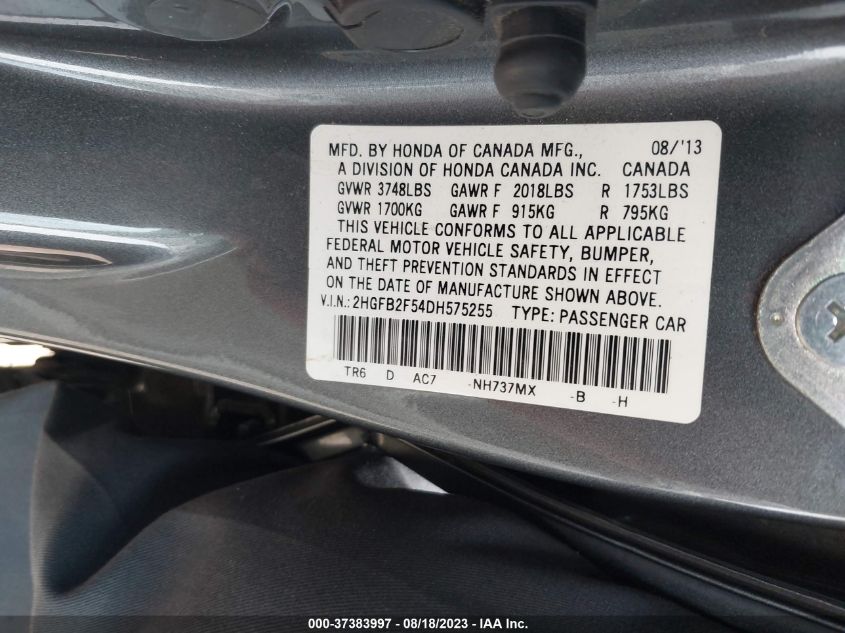 MFD. BY HONDA OF CANADA MFG., 08/'13
A DIVISION OF HONDA CANADA INC. CANADA
GVWR 3748LBS GAWR F 2018LBS R 1753LBS
GVWR 1700KG GAWR F 915KG R 795KG
THIS VEHICLE CONFORMS TO ALL APPLICABLE
FEDERAL MOTOR VEHICLE SAFETY, BUMPER,
AND THEFT PREVENTION STANDARDS IN EFFECT
ON THE DATE OF MANUFACTURE SHOWN ABOVE.
V.I.N.: 2HGFB2F54DH575255 TYPE: PASSENGER CAR
TR6 D AC7 -NH737MX -B -H
000-37383997 - 08/18/2023 - IAA Inc.